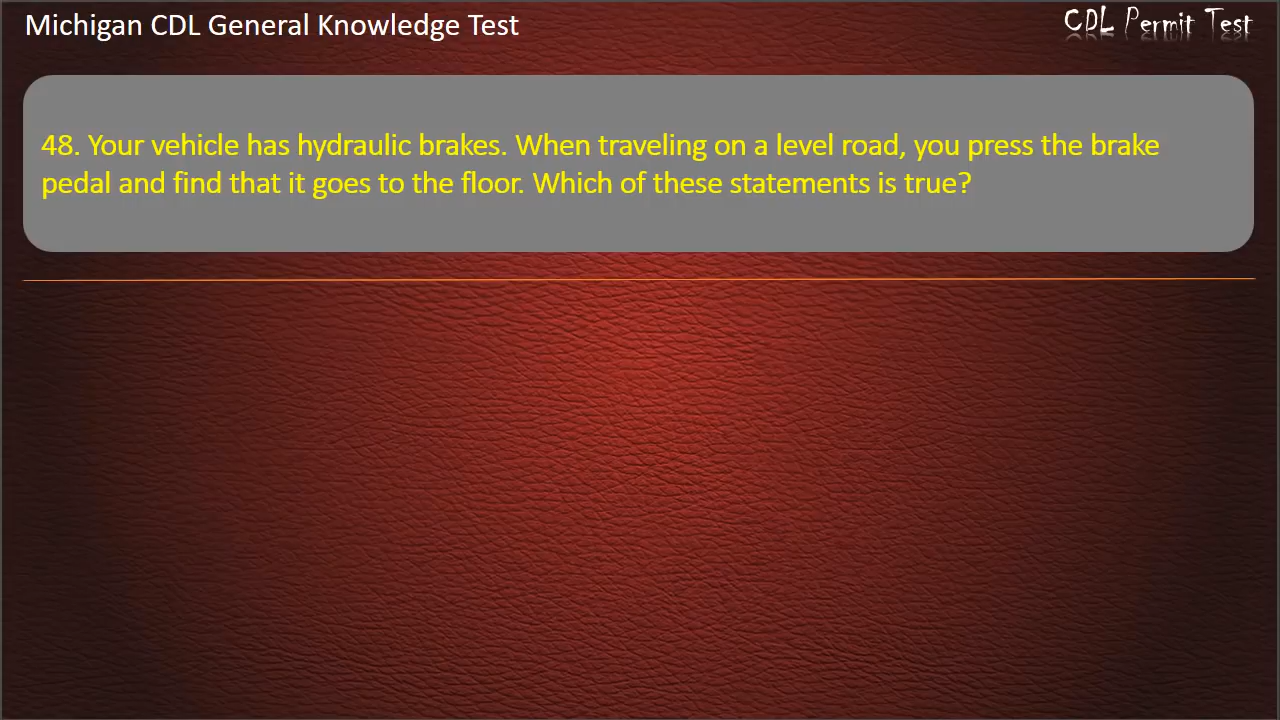 Michigan CDL General Knowledge Test
CDL Permit Test
48. Your vehicle has hydraulic brakes. When traveling on a level road, you press the brake
pedal and find that it goes to the floor. Which of these statements is true?